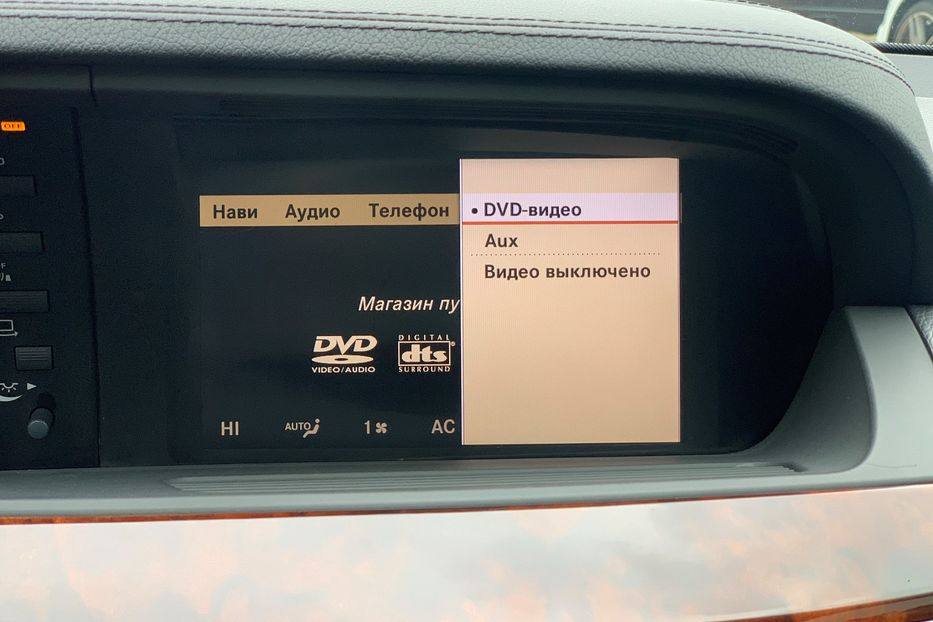 OFF
Нави Аудио Телефон
• DVD-видео
Aux
Видео выключено
Магазин пу
DVD
VIDEO/AUDIO
DIGITAL
dts
SURROUND
HI AUTO 1 AC